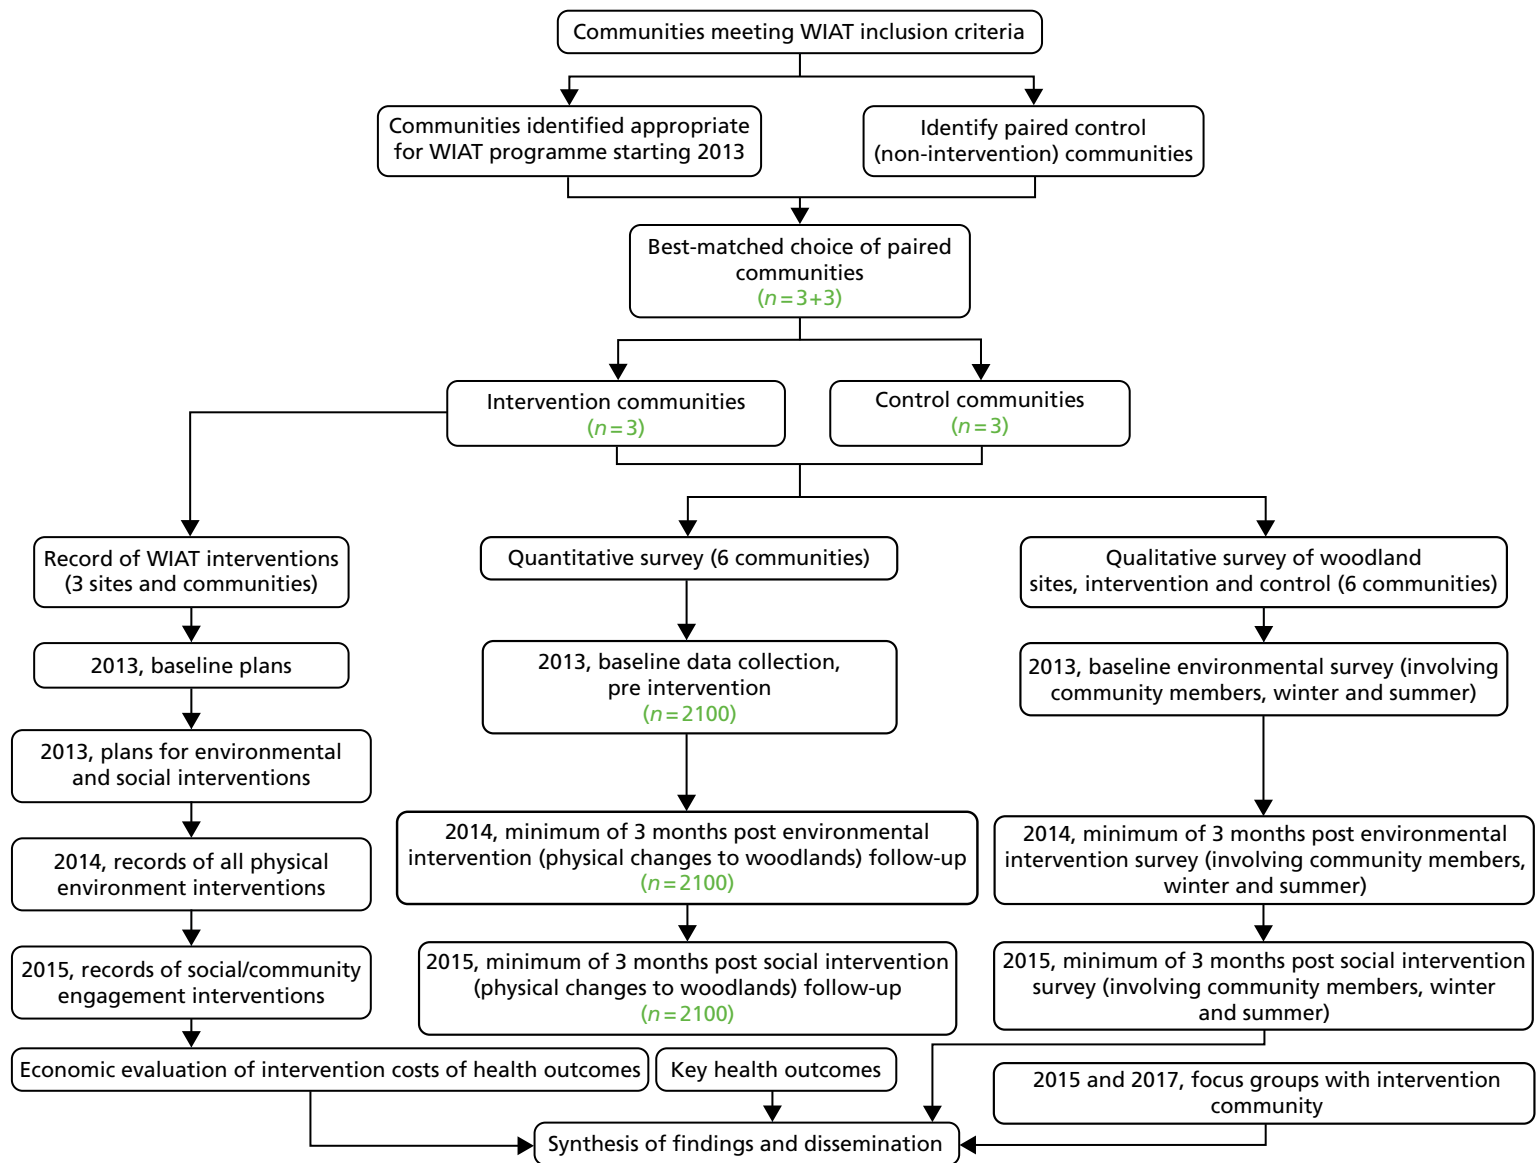 Communities meeting WIAT inclusion criteria
Communities identified appropriate
for WIAT programme starting 2013
Identify paired control
(non-intervention) communities
Best-matched choice of paired
communities
(n=3+3)
Intervention communities
(n=3)
Control communities
(n=3)
Record of WIAT interventions
(3 sites and communities)
2013, baseline plans
2013, plans for environmental
and social interventions
2014, records of all physical
environment interventions
2015, records of social/community
engagement interventions
Economic evaluation of intervention costs of health outcomes
Quantitative survey (6 communities)
2013, baseline data collection,
pre intervention
(n=2100)
2014, minimum of 3 months post environmental
intervention (physical changes to woodlands) follow-up
(n=2100)
2015, minimum of 3 months post social intervention
(physical changes to woodlands) follow-up
(n=2100)
Key health outcomes
Qualitative survey of woodland
sites, intervention and control (6 communities)
2013, baseline environmental survey (involving
community members, winter and summer)
2014, minimum of 3 months post environmental
intervention survey (involving community members,
winter and summer)
2015, minimum of 3 months post social intervention
survey (involving community members, winter
and summer)
2015 and 2017, focus groups with intervention
community
Synthesis of findings and dissemination